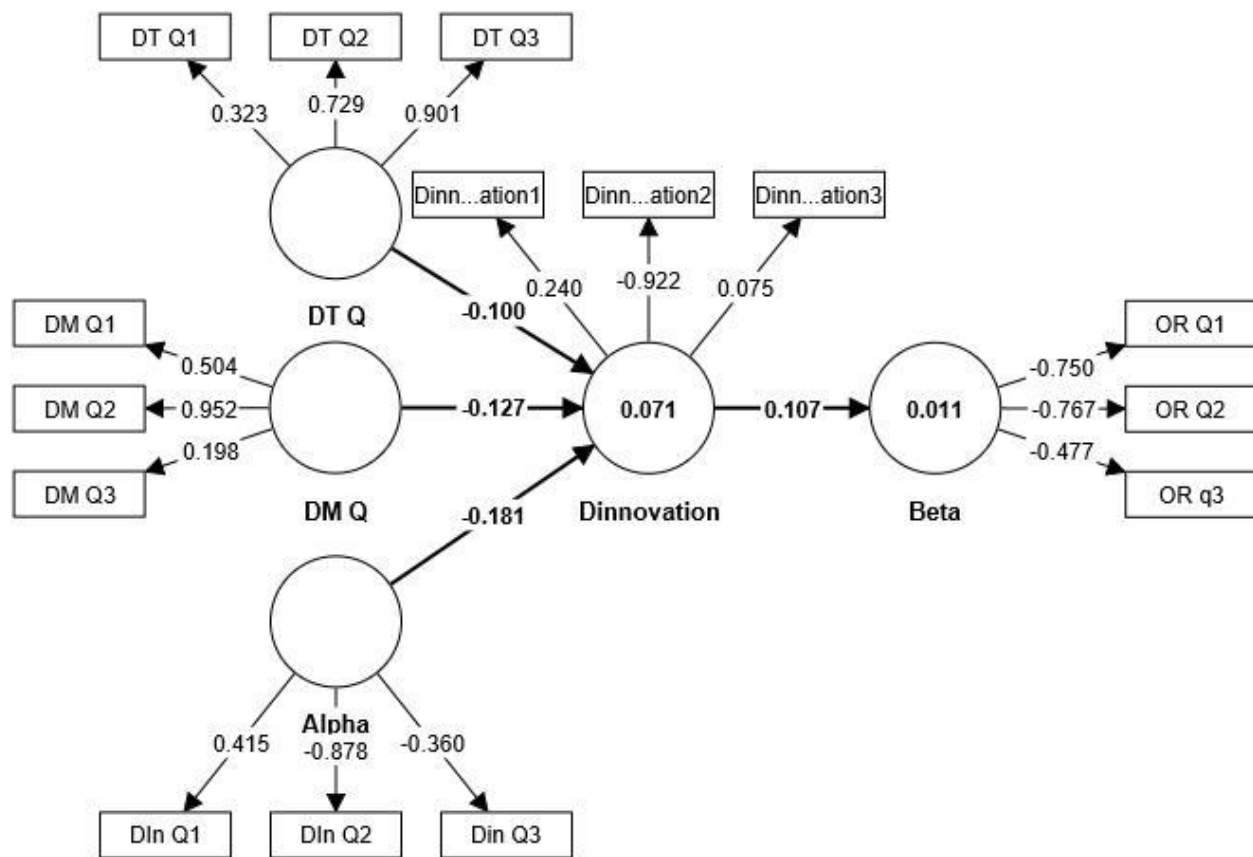 DT Q1
DT Q2
DT Q3
0.323
0.729
0.901
Dinn...ation1
Dinn...ation2
Dinn...ation3
0.240
-0.922
0.075
DT Q
-0.100
DM Q1
DM Q2
DM Q3
0.504
0.952
0.198
DM Q
-0.127
0.071
Dinnovation
0.107
0.011
Beta
-0.750
-0.767
-0.477
OR Q1
OR Q2
OR q3
-0.181
Alpha
0.415
-0.878
-0.360
DIn Q1
DIn Q2
Din Q3